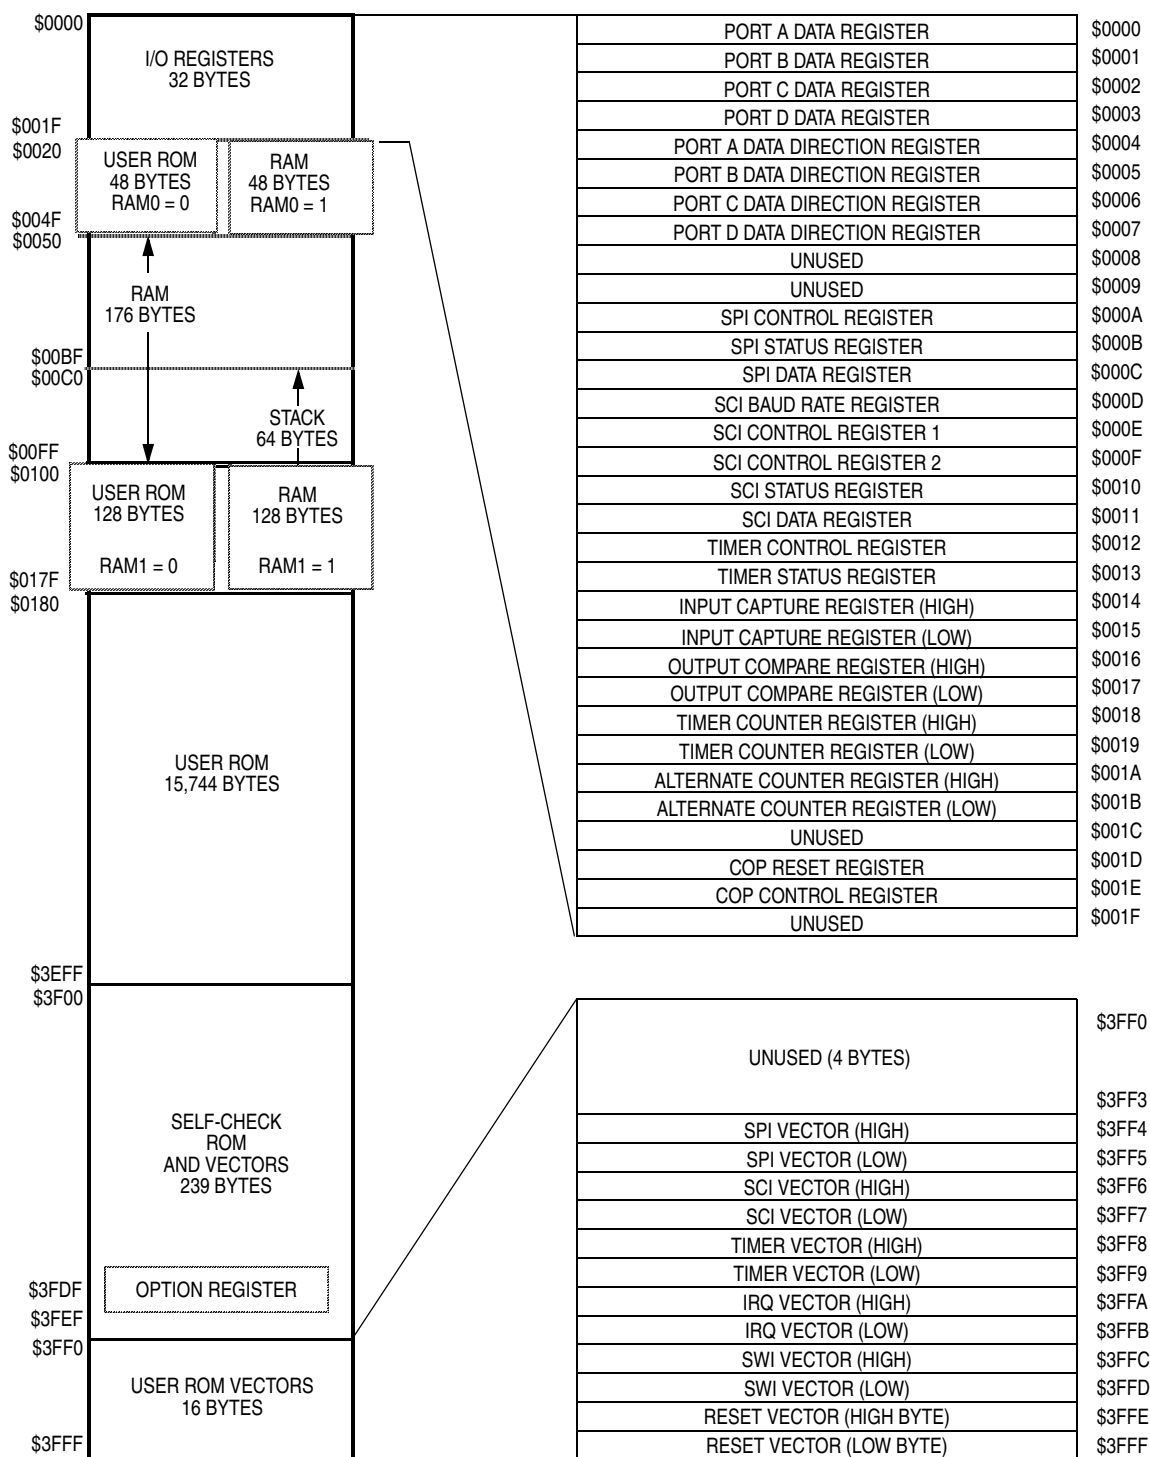 $0000
I/O REGISTERS
32 BYTES
$001F
$0020
USER ROM
48 BYTES
RAM0 = 0
RAM
48 BYTES
RAM0 = 1
$004F
$0050
RAM
176 BYTES
$00BF
$00C0
STACK
64 BYTES
$00FF
$0100
USER ROM
128 BYTES
RAM1 = 0
RAM
128 BYTES
RAM1 = 1
$017F
$0180
USER ROM
15,744 BYTES
$3EFF
$3F00
SELF-CHECK
ROM
AND VECTORS
239 BYTES
$3FDF
OPTION REGISTER
$3FEF
$3FF0
USER ROM VECTORS
16 BYTES
$3FFF
PORT A DATA REGISTER $0000
PORT B DATA REGISTER $0001
PORT C DATA REGISTER $0002
PORT D DATA REGISTER $0003
PORT A DATA DIRECTION REGISTER $0004
PORT B DATA DIRECTION REGISTER $0005
PORT C DATA DIRECTION REGISTER $0006
PORT D DATA DIRECTION REGISTER $0007
UNUSED $0008
UNUSED $0009
SPI CONTROL REGISTER $000A
SPI STATUS REGISTER $000B
SPI DATA REGISTER $000C
SCI BAUD RATE REGISTER $000D
SCI CONTROL REGISTER 1 $000E
SCI CONTROL REGISTER 2 $000F
SCI STATUS REGISTER $0010
SCI DATA REGISTER $0011
TIMER CONTROL REGISTER $0012
TIMER STATUS REGISTER $0013
INPUT CAPTURE REGISTER (HIGH) $0014
INPUT CAPTURE REGISTER (LOW) $0015
OUTPUT COMPARE REGISTER (HIGH) $0016
OUTPUT COMPARE REGISTER (LOW) $0017
TIMER COUNTER REGISTER (HIGH) $0018
TIMER COUNTER REGISTER (LOW) $0019
ALTERNATE COUNTER REGISTER (HIGH) $001A
ALTERNATE COUNTER REGISTER (LOW) $001B
UNUSED $001C
COP RESET REGISTER $001D
COP CONTROL REGISTER $001E
UNUSED $001F
$3FF0
UNUSED (4 BYTES)
$3FF3
SPI VECTOR (HIGH) $3FF4
SPI VECTOR (LOW) $3FF5
SCI VECTOR (HIGH) $3FF6
SCI VECTOR (LOW) $3FF7
TIMER VECTOR (HIGH) $3FF8
TIMER VECTOR (LOW) $3FF9
IRQ VECTOR (HIGH) $3FFA
IRQ VECTOR (LOW) $3FFB
SWI VECTOR (HIGH) $3FFC
SWI VECTOR (LOW) $3FFD
RESET VECTOR (HIGH BYTE) $3FFE
RESET VECTOR (LOW BYTE) $3FFF